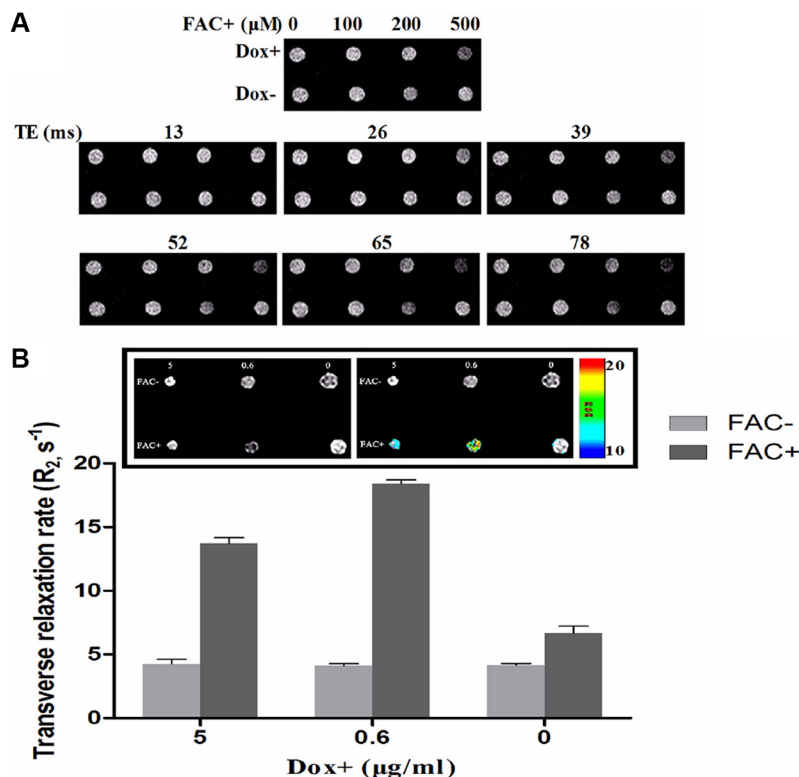 A
FAC+ (µM) 0 100 200 500
Dox+
Dox-
TE (ms) 13 26 39
52 65 78
B
5 0.6 0
FAC-
FAC+
5 0.6 0
FAC-
FAC+
20
10
FAC-
FAC+
Transverse relaxation rate (R2, s-1)
20
15
10
5
0
5 0.6 0
Dox+ (µg/ml)